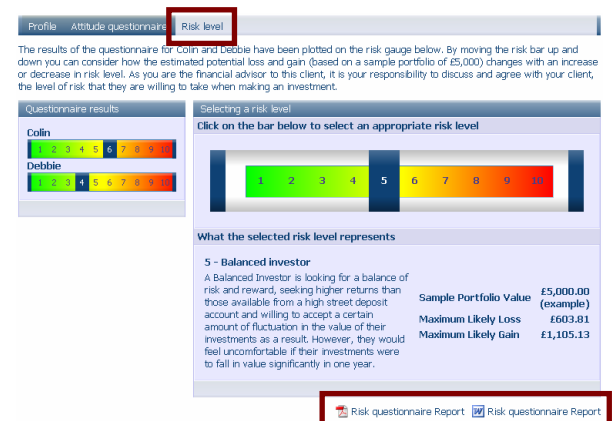 Profile Attitude questionnaire Risk level
The results of the questionnaire for Colin and Debbie have been plotted on the risk gauge below. By moving the risk bar up and
down you can consider how the estimated potential loss and gain (based on a sample portfolio of £5,000) changes with an increase
or decrease in risk level. As you are the financial advisor to this client, it is your responsibility to discuss and agree with your client,
the level of risk that they are willing to take when making an investment.
Questionnaire results
Colin
1 2 3 4 5 6 7 8 9 10
Debbie
1 2 3 4 5 6 7 8 9 10
Selecting a risk level
Click on the bar below to select an appropriate risk level
1 2 3 4 5 6 7 8 9 10
What the selected risk level represents
5 - Balanced investor
A Balanced Investor is looking for a balance of
risk and reward, seeking higher returns than
those available from a high street deposit
account and willing to accept a certain
amount of fluctuation in the value of their
investments as a result. However, they would
feel uncomfortable if their investments were
to fall in value significantly in one year.
Sample Portfolio Value £5,000.00
(example)
Maximum Likely Loss £603.81
Maximum Likely Gain £1,105.13
Risk questionnaire Report Risk questionnaire Report